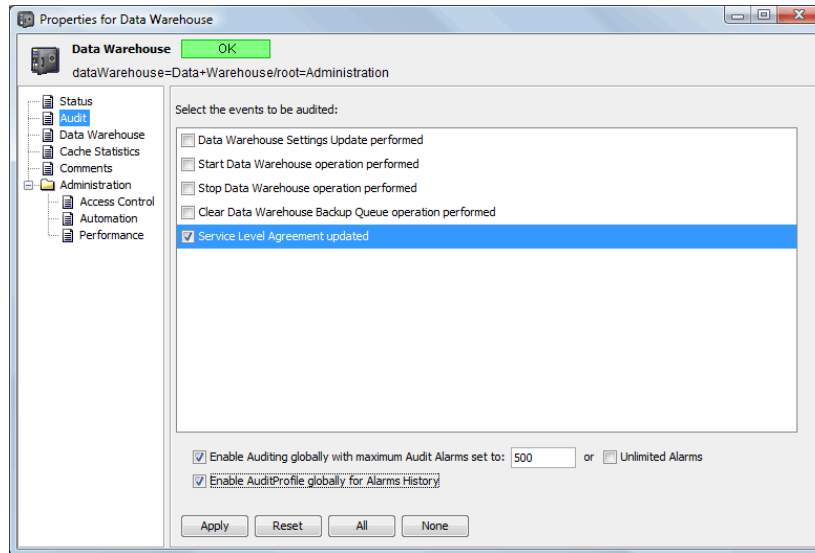 Properties for Data Warehouse
Data Warehouse OK
dataWarehouse=Data+Warehouse/root=Administration
Status
Audit
Data Warehouse
Cache Statistics
Comments
Administration
Access Control
Automation
Performance
Select the events to be audited:
Data Warehouse Settings Update performed
Start Data Warehouse operation performed
Stop Data Warehouse operation performed
Clear Data Warehouse Backup Queue operation performed
Service Level Agreement updated
Enable Auditing globally with maximum Audit Alarms set to: 500 or Unlimited Alarms
Enable AuditProfile globally for Alarms History
Apply Reset All None